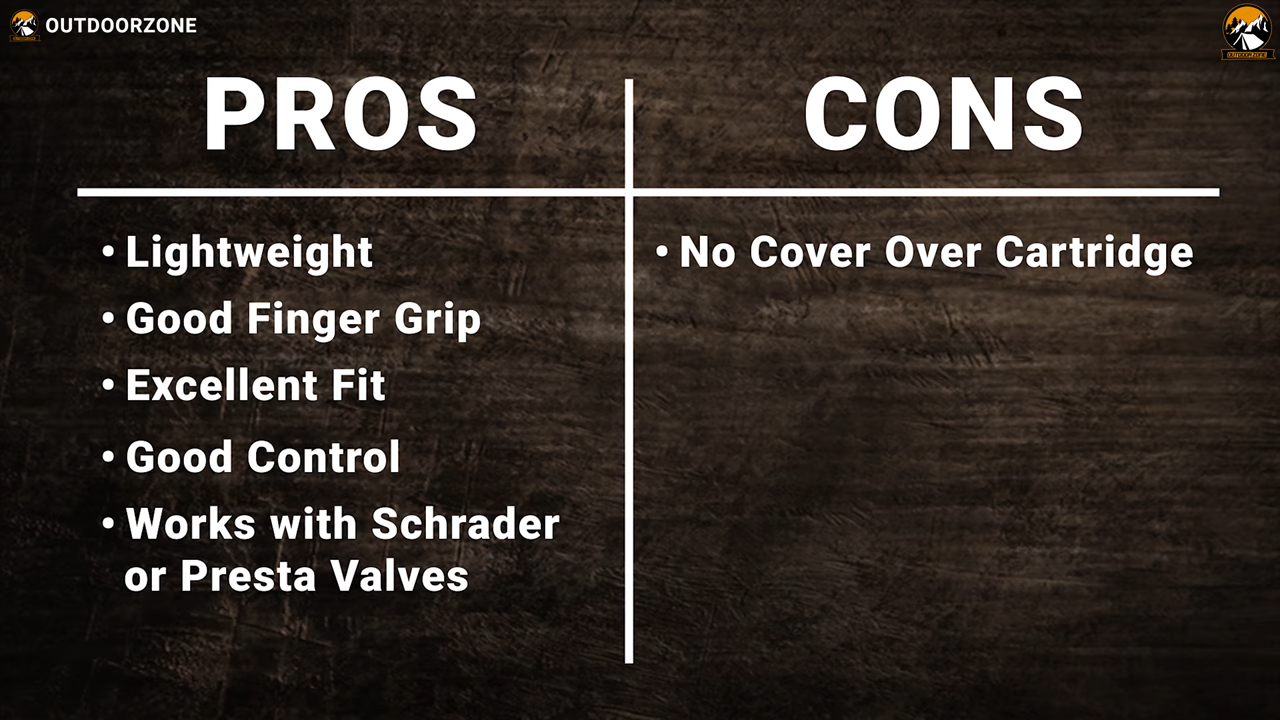 OUTDOORZONE
OUTDOORZONE
PROS
CONS
• Lightweight
• Good Finger Grip
• Excellent Fit
• Good Control
• Works with Schrader
or Presta Valves
• No Cover Over Cartridge